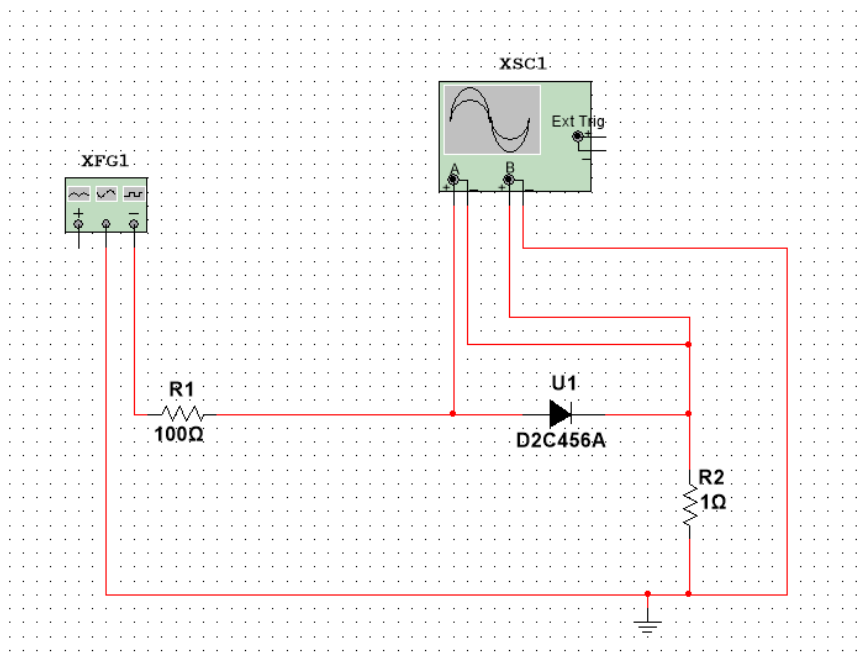 XSC1
Ext Trig
+
_
A
B
+ _
+ _
XFG1
+ −
R1
100Ω
U1
D2C456A
R2
1Ω